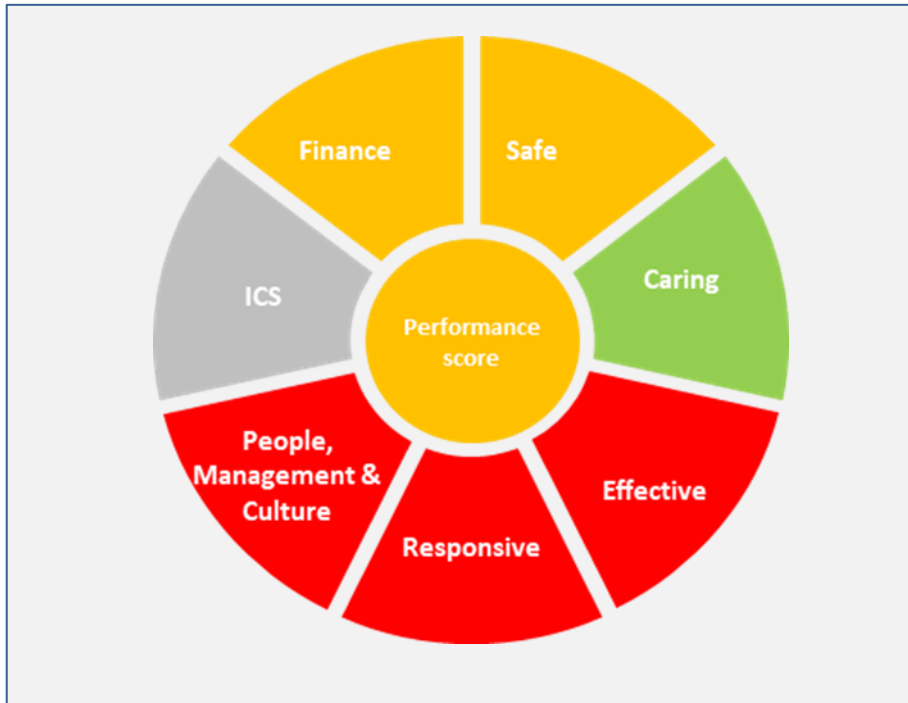 Finance
Safe
Caring
ICS
Performance
score
People,
Management &
Culture
Effective
Responsive